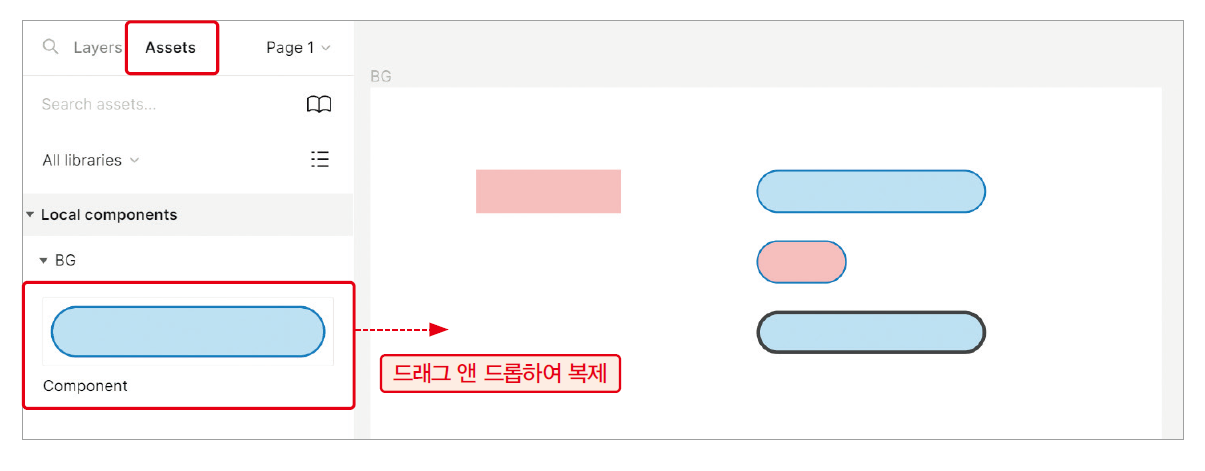 Layers Assets Page 1
BG
Search assets...
All libraries
Local components
BG
Component
드래그 앤 드롭하여 복제